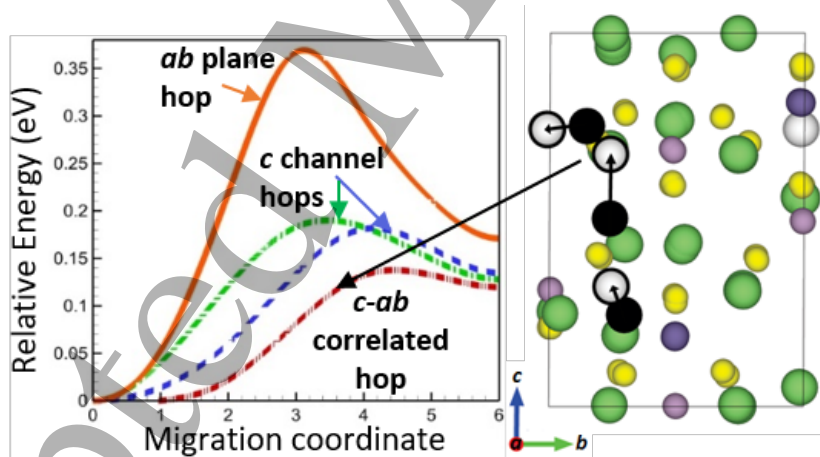 Relative Energy (eV)
0.35
0.3
0.25
0.2
0.15
0.1
0.05
0
ab plane
hop
c channel
hops
c-ab
correlated
hop
0
1
2
3
4
5
6
Migration coordinate
c
a
b